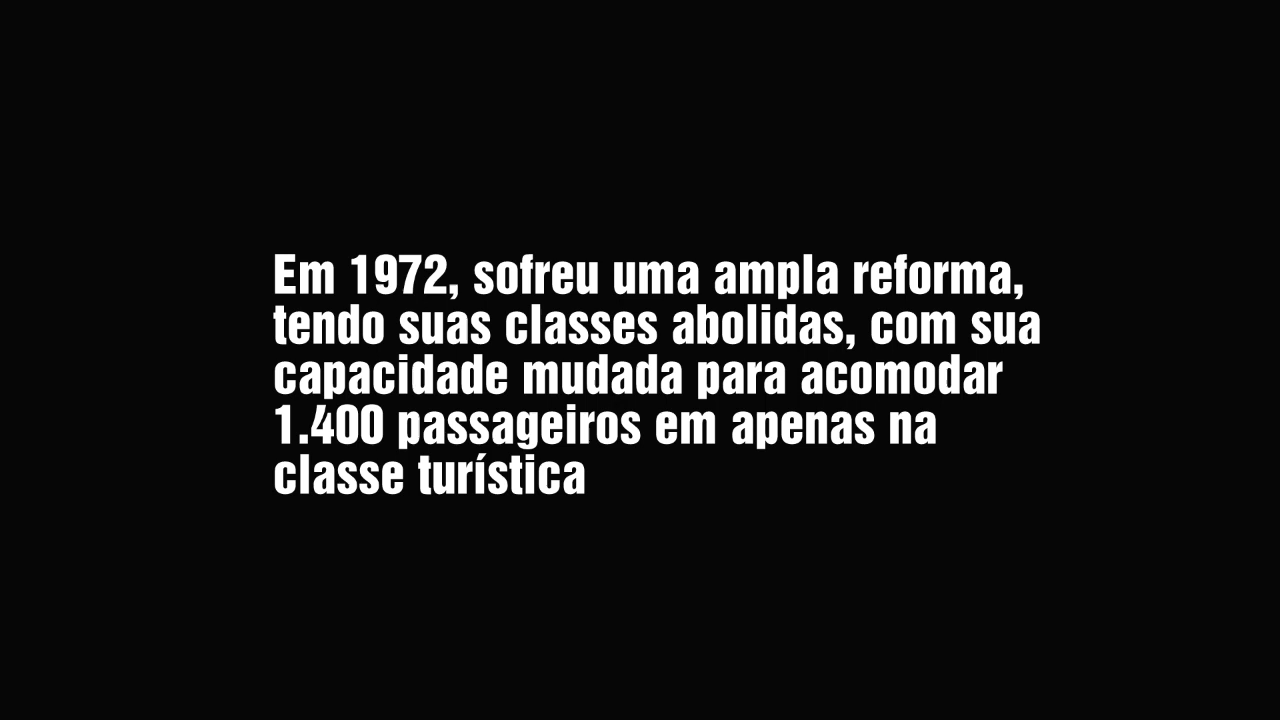 Em 1972, sofreu uma ampla reforma,
tendo suas classes abolidas, com sua
capacidade mudada para acomodar
1.400 passageiros em apenas na
classe turística